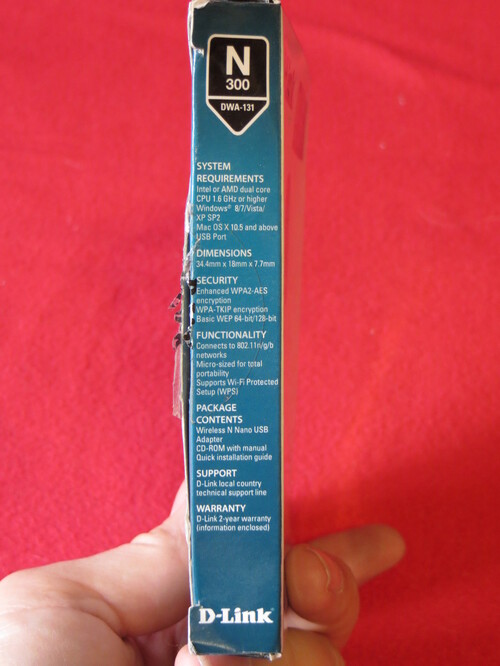 N
300
DWA-131
SYSTEM
REQUIREMENTS
Intel or AMD dual core
CPU 1.6 GHz or higher
Windows® 8/7/Vista/
XP SP2
Mac OS X 10.5 and above
USB Port
DIMENSIONS
34.4mm x 18mm x 7.7mm
SECURITY
Enhanced WPA2-AES
encryption
WPA-TKIP encryption
Basic WEP 64-bit/128-bit
FUNCTIONALITY
Connects to 802.11n/g/b
networks
Micro-sized for total
portability
Supports Wi-Fi Protected
Setup (WPS)
PACKAGE
CONTENTS
Wireless N Nano USB
Adapter
CD-ROM with manual
Quick installation guide
SUPPORT
D-Link local country
technical support line
WARRANTY
D-Link 2-year warranty
(information enclosed)
D-Link